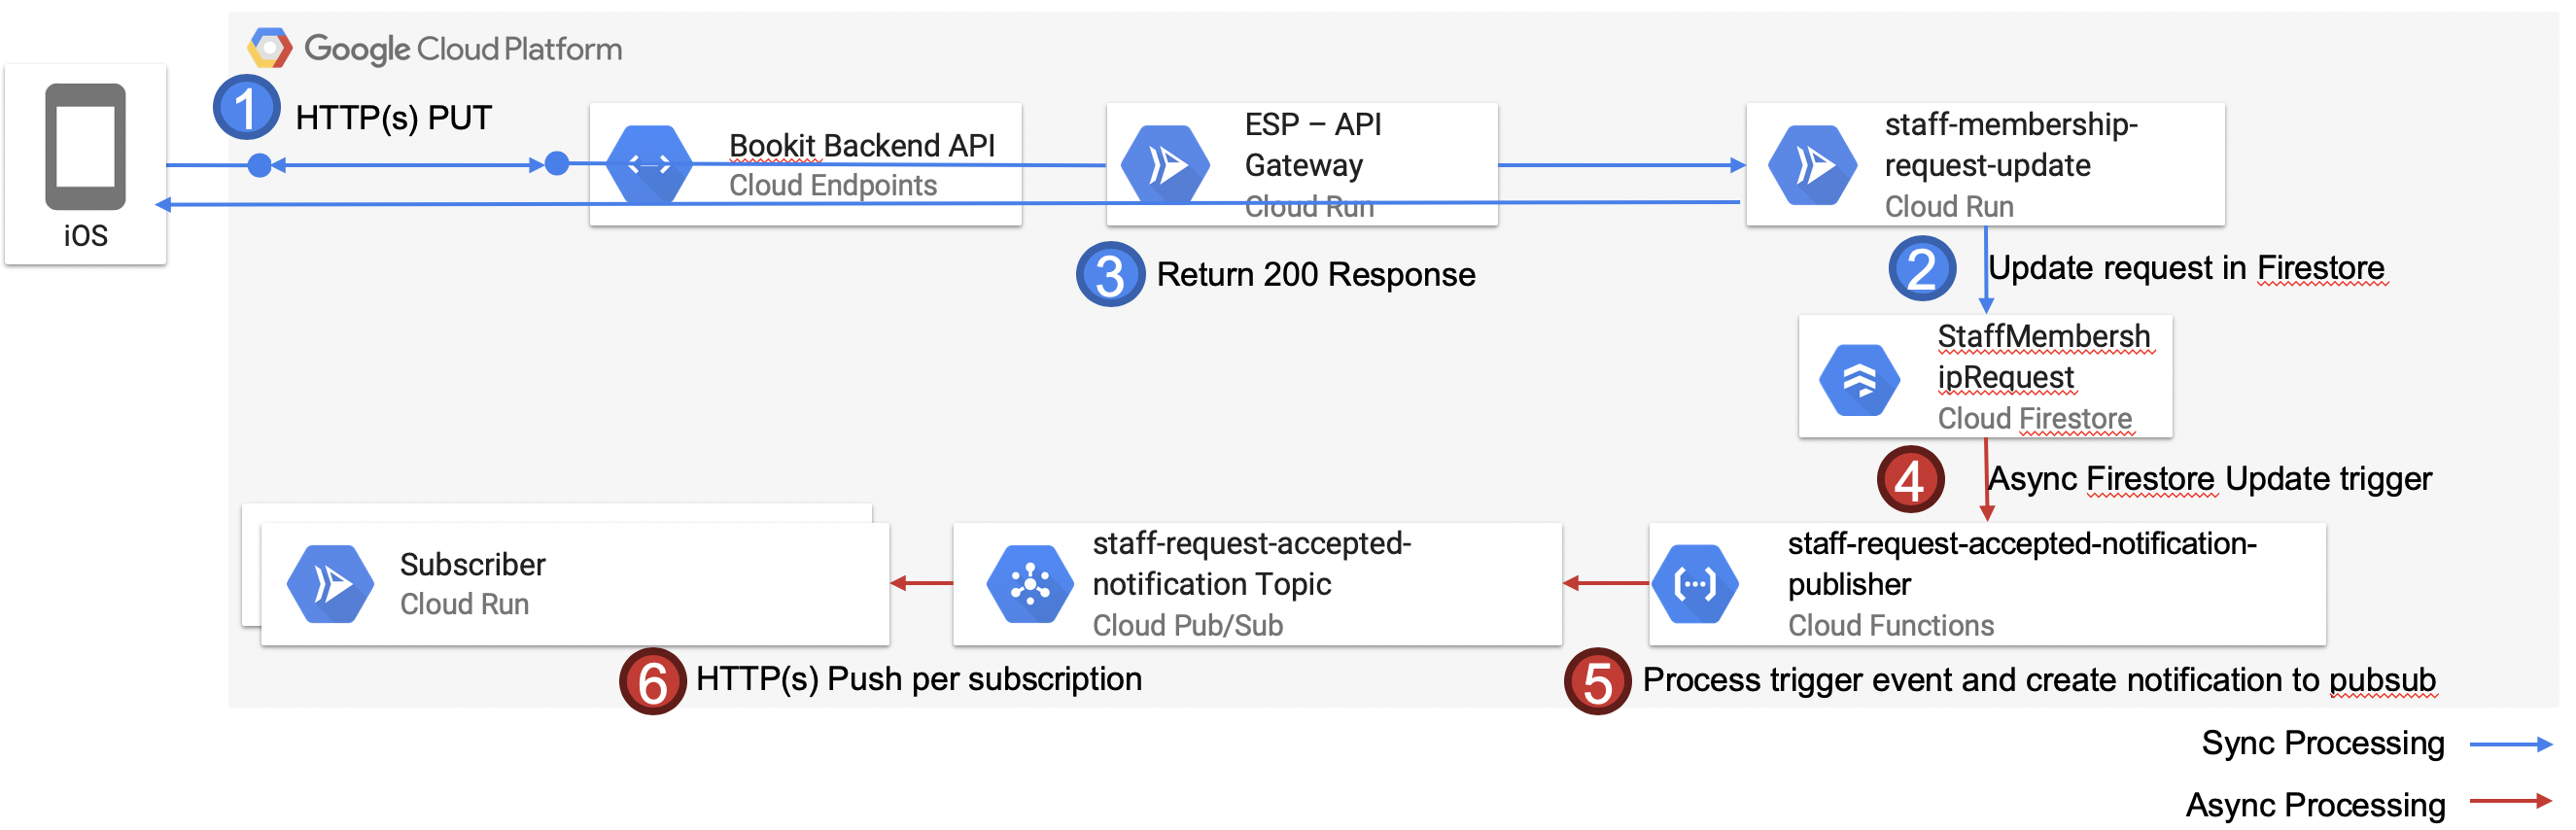 Google Cloud Platform
1
HTTP(s) PUT
iOS
Bookit Backend API
Cloud Endpoints
ESP – API
Gateway
Cloud Run
staff-membership-
request-update
Cloud Run
3
Return 200 Response
2
Update request in Firestore
StaffMembersh
ipRequest
Cloud Firestore
4
Async Firestore Update trigger
staff-request-accepted-notification-
publisher
Cloud Functions
5
Process trigger event and create notification to pubsub
staff-request-accepted-
notification Topic
Cloud Pub/Sub
Subscriber
Cloud Run
6
HTTP(s) Push per subscription
Sync Processing
Async Processing